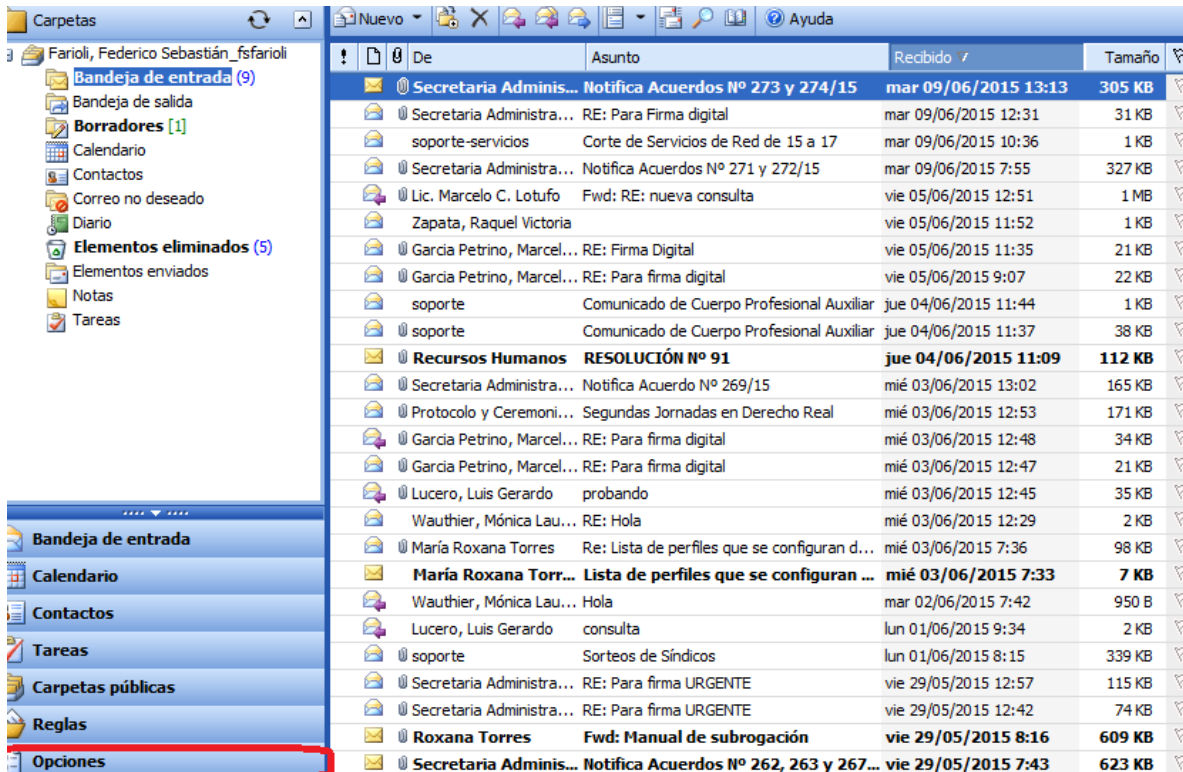 Carpetas
Nuevo
Ayuda
Farioli, Federico Sebastián_fsfarioli
Bandeja de entrada (9)
Bandeja de salida
Borradores [1]
Calendario
Contactos
Correo no deseado
Diario
Elementos eliminados (5)
Elementos enviados
Notas
Tareas
Bandeja de entrada
Calendario
Contactos
Tareas
Carpetas públicas
Reglas
Opciones
De Asunto Recibido Tamaño
Secretaria Adminis... Notifica Acuerdos Nº 273 y 274/15 mar 09/06/2015 13:13 305 KB
Secretaria Administra... RE: Para Firma digital mar 09/06/2015 12:31 31 KB
soporte-servicios Corte de Servicios de Red de 15 a 17 mar 09/06/2015 10:36 1 KB
Secretaria Administra... Notifica Acuerdos Nº 271 y 272/15 mar 09/06/2015 7:55 327 KB
Lic. Marcelo C. Lotufo Fwd: RE: nueva consulta vie 05/06/2015 12:51 1 MB
Zapata, Raquel Victoria vie 05/06/2015 11:52 1 KB
Garcia Petrino, Marcel... RE: Firma Digital vie 05/06/2015 11:35 21 KB
Garcia Petrino, Marcel... RE: Para firma digital vie 05/06/2015 9:07 22 KB
soporte Comunicado de Cuerpo Profesional Auxiliar jue 04/06/2015 11:44 1 KB
soporte Comunicado de Cuerpo Profesional Auxiliar jue 04/06/2015 11:37 38 KB
Recursos Humanos RESOLUCIÓN Nº 91 jue 04/06/2015 11:09 112 KB
Secretaria Administra... Notifica Acuerdo Nº 269/15 mié 03/06/2015 13:02 165 KB
Protocolo y Ceremoni... Segundas Jornadas en Derecho Real mié 03/06/2015 12:53 171 KB
Garcia Petrino, Marcel... RE: Para firma digital mié 03/06/2015 12:48 34 KB
Garcia Petrino, Marcel... RE: Para firma digital mié 03/06/2015 12:47 21 KB
Lucero, Luis Gerardo probando mié 03/06/2015 12:45 35 KB
Wauthier, Mónica Lau... RE: Hola mié 03/06/2015 12:29 2 KB
María Roxana Torres Re: Lista de perfiles que se configuran d... mié 03/06/2015 7:36 98 KB
María Roxana Torr... Lista de perfiles que se configuran ... mié 03/06/2015 7:33 7 KB
Wauthier, Mónica Lau... Hola mar 02/06/2015 7:42 950 B
Lucero, Luis Gerardo consulta lun 01/06/2015 9:34 2 KB
soporte Sorteos de Síndicos lun 01/06/2015 8:15 339 KB
Secretaria Administra... RE: Para firma URGENTE vie 29/05/2015 12:57 115 KB
Secretaria Administra... RE: Para firma URGENTE vie 29/05/2015 12:42 74 KB
Roxana Torres Fwd: Manual de subrogación vie 29/05/2015 8:16 609 KB
Secretaria Adminis... Notifica Acuerdos Nº 262, 263 y 267... vie 29/05/2015 7:43 623 KB